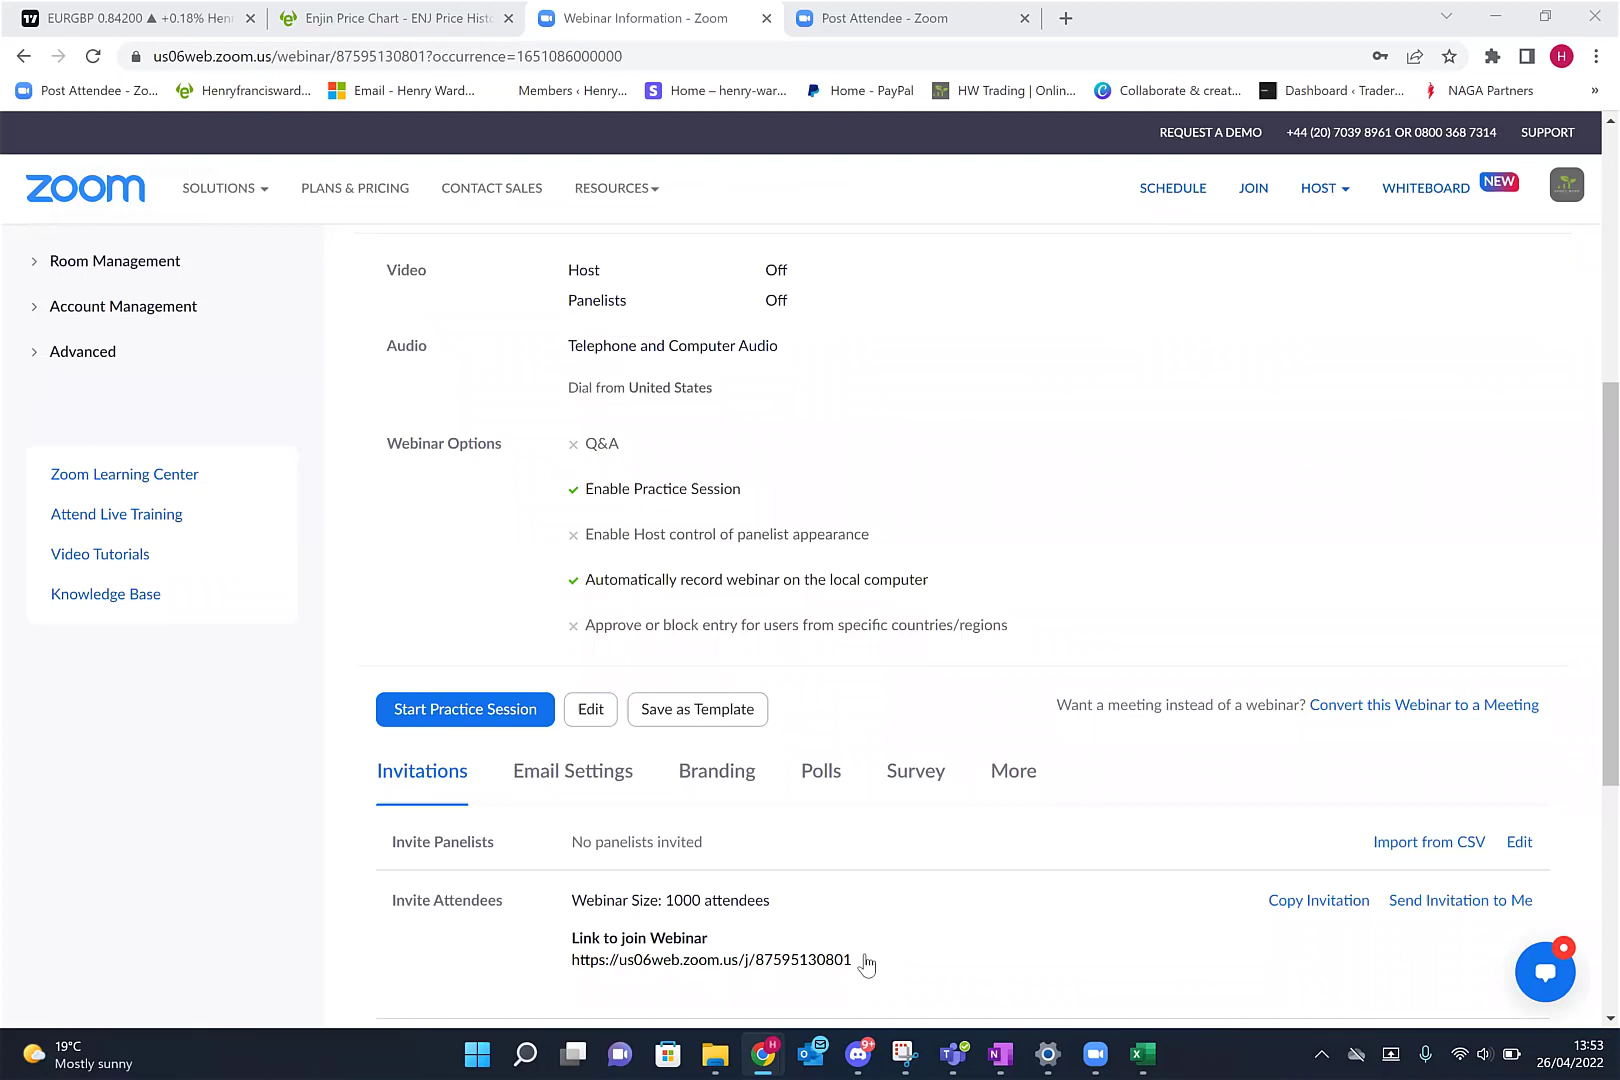 EURGBP 0.84200 ▲ +0.18% Henr
Enjin Price Chart - ENJ Price Histo
Webinar Information - Zoom
Post Attendee - Zoom
us06web.zoom.us/webinar/87595130801?occurrence=1651086000000
H
Post Attendee - Zo...
Henryfrancisward...
Email - Henry Ward...
Members ‹ Henry...
Home – henry-war...
Home - PayPal
HW Trading | Onlin...
Collaborate & creat...
Dashboard ‹ Trader...
NAGA Partners
»
REQUEST A DEMO
+44 (20) 7039 8961 OR 0800 368 7314
SUPPORT
zoom
SOLUTIONS
PLANS & PRICING
CONTACT SALES
RESOURCES
SCHEDULE
JOIN
HOST
WHITEBOARD
NEW
Room Management
Account Management
Advanced
Zoom Learning Center
Attend Live Training
Video Tutorials
Knowledge Base
Video
Host
Off
Panelists
Off
Audio
Telephone and Computer Audio
Dial from United States
Webinar Options
Q&A
Enable Practice Session
Enable Host control of panelist appearance
Automatically record webinar on the local computer
Approve or block entry for users from specific countries/regions
Start Practice Session
Edit
Save as Template
Want a meeting instead of a webinar? Convert this Webinar to a Meeting
Invitations
Email Settings
Branding
Polls
Survey
More
Invite Panelists
No panelists invited
Import from CSV
Edit
Invite Attendees
Webinar Size: 1000 attendees
Copy Invitation
Send Invitation to Me
Link to join Webinar
https://us06web.zoom.us/j/87595130801
19°C
Mostly sunny
9+
13:53
26/04/2022